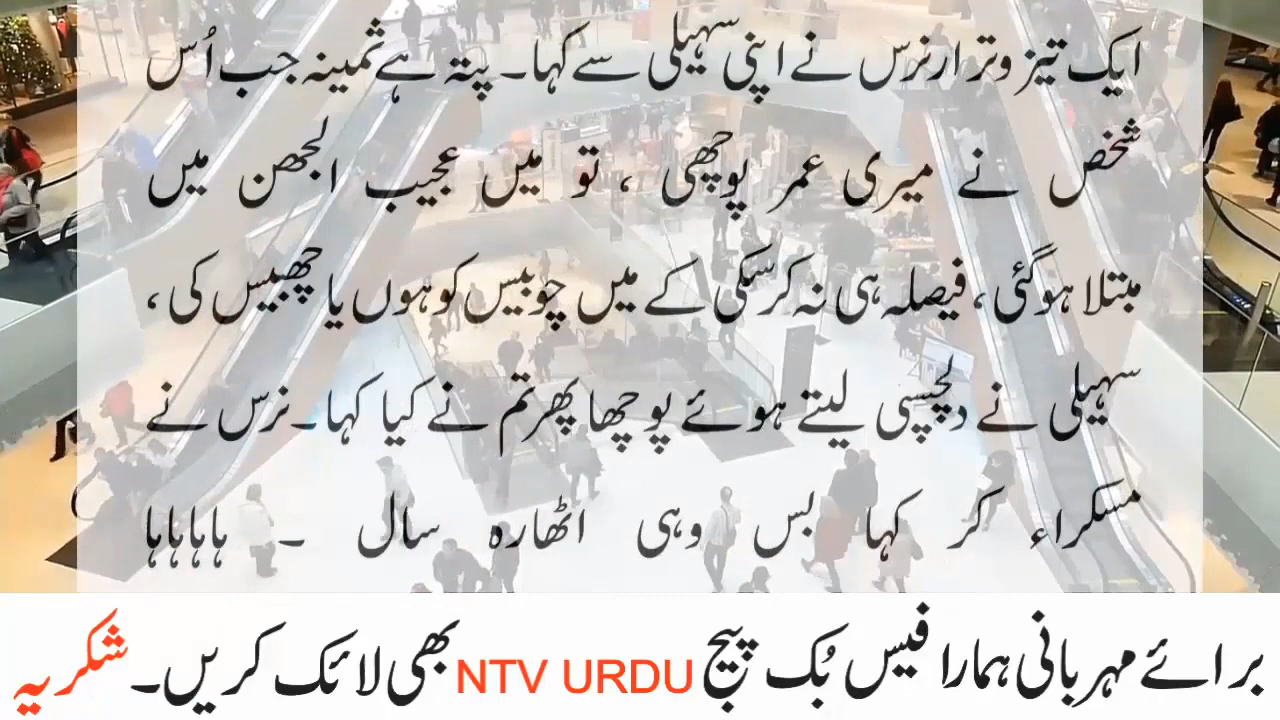 ایک تیز و ترار نرس نے اپنی سہیلی سے کہا۔ پتہ ہے ثمینہ جب اُس
شخص نے میری عمر پوچھی ، تو میں عجیب الجھن میں
مبتلا ہوگئی ، فیصلہ ہی نہ کرسکی کے میں چوبیس کو ہوں یا چھبیس کی ،
سہیلی نے دلچسپی لیتے ہوئے پوچھا پھر تم نے کیا کہا۔ نرس نے
مسکراء کر کہا بس وہی اٹھارہ سال ۔ ہاہاہاہا
برائے مہربانی ہمارا فیس بُک پیج NTV URDU بھی لائک کریں۔ شکریہ